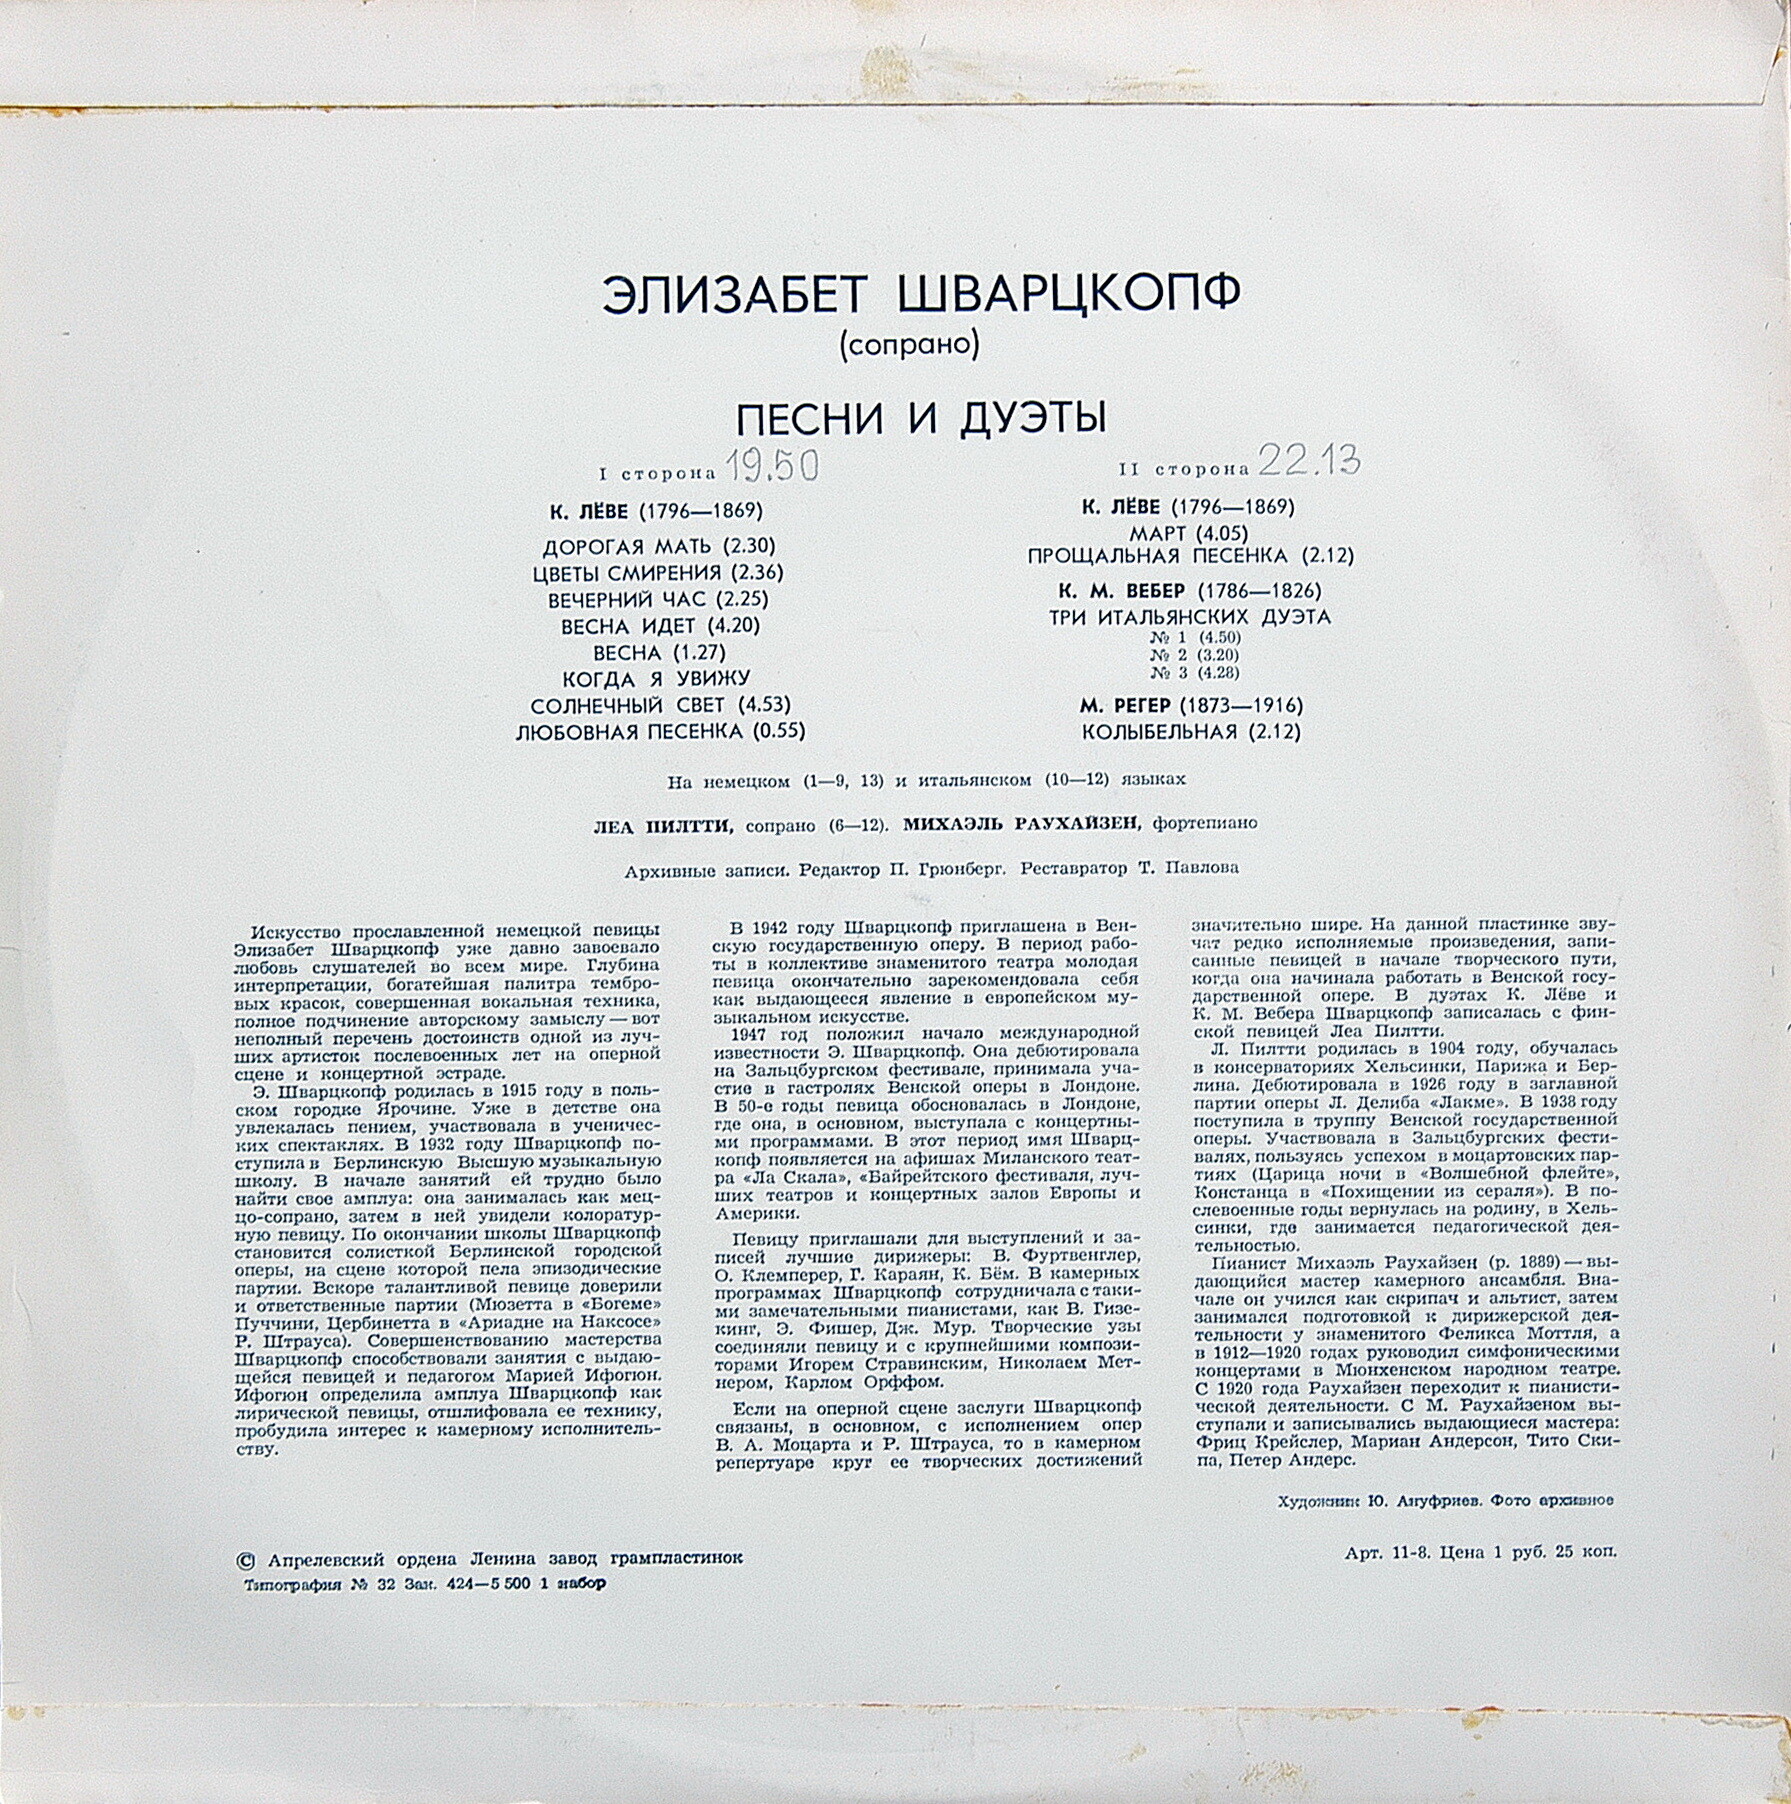 ЭЛИЗАБЕТ ШВАРЦКОПФ
(сопрано)
ПЕСНИ И ДУЭТЫ
I сторона 19.50
К. ЛЁВЕ (1796—1869)
ДОРОГАЯ МАТЬ (2.30)
ЦВЕТЫ СМИРЕНИЯ (2.36)
ВЕЧЕРНИЙ ЧАС (2.25)
ВЕСНА ИДЕТ (4.20)
ВЕСНА (1.27)
КОГДА Я УВИЖУ
СОЛНЕЧНЫЙ СВЕТ (4.53)
ЛЮБОВНАЯ ПЕСЕНКА (0.55)
II сторона 22.13
К. ЛЁВЕ (1796—1869)
МАРТ (4.05)
ПРОЩАЛЬНАЯ ПЕСЕНКА (2.12)
К. М. ВЕБЕР (1786—1826)
ТРИ ИТАЛЬЯНСКИХ ДУЭТА
№ 1 (4.50)
№ 2 (3.20)
№ 3 (4.28)
М. РЕГЕР (1873—1916)
КОЛЫБЕЛЬНАЯ (2.12)
На немецком (1—9, 13) и итальянском (10—12) языках
ЛЕА ПИЛТТИ, сопрано (6—12). МИХАЭЛЬ РАУХАЙЗЕН, фортепиано
Архивные записи. Редактор П. Грюнберг. Реставратор Т. Павлова
Искусство прославленной немецкой певицы
Элизабет Шварцкопф уже давно завоевало
любовь слушателей во всем мире. Глубина
интерпретации, богатейшая палитра тембро-
вых красок, совершенная вокальная техника,
полное подчинение авторскому замыслу — вот
неполный перечень достоинств одной из луч-
ших артисток послевоенных лет на оперной
сцене и концертной эстраде.
Э. Шварцкопф родилась в 1915 году в поль-
ском городке Ярочине. Уже в детстве она
увлекалась пением, участвовала в ученичес-
ких спектаклях. В 1932 году Шварцкопф по-
ступила в Берлинскую Высшую музыкальную
школу. В начале занятий ей трудно было
найти свое амплуа: она занималась как мец-
цо-сопрано, затем в ней увидели колоратур-
ную певицу. По окончании школы Шварцкопф
становится солисткой Берлинской городской
оперы, на сцене которой пела эпизодические
партии. Вскоре талантливой певице доверили
и ответственные партии (Мюзетта в «Богеме»
Пуччини, Цербинетта в «Ариадне на Наксосе»
Р. Штрауса). Совершенствованию мастерства
Шварцкопф способствовали занятия с выдаю-
щейся певицей и педагогом Марией Ифогюн.
Ифогюн определила амплуа Шварцкопф как
лирической певицы, отшлифовала ее технику,
пробудила интерес к камерному исполнитель-
ству.
В 1942 году Шварцкопф приглашена в Вен-
скую государственную оперу. В период рабо-
ты в коллективе знаменитого театра молодая
певица окончательно зарекомендовала себя
как выдающееся явление в европейском му-
зыкальном искусстве.
1947 год положил начало международной
известности Э. Шварцкопф. Она дебютировала
на Зальцбургском фестивале, принимала уча-
стие в гастролях Венской оперы в Лондоне.
В 50-е годы певица обосновалась в Лондоне,
где она, в основном, выступала с концертны-
ми программами. В этот период имя Шварц-
копф появляется на афишах Миланского теат-
ра «Ла Скала», «Байрейтского фестиваля, луч-
ших театров и концертных залов Европы и
Америки.
Певицу приглашали для выступлений и за-
писей лучшие дирижеры: В. Фуртвенглер,
О. Клемперер, Г. Караян, К. Бём. В камерных
программах Шварцкопф сотрудничала с таки-
ми замечательными пианистами, как В. Гизе-
кинг, Э. Фишер, Дж. Мур. Творческие узы
соединяли певицу и с крупнейшими компози-
торами Игорем Стравинским, Николаем Мет-
нером, Карлом Орффом.
Если на оперной сцене заслуги Шварцкопф
связаны, в основном, с исполнением опер
В. А. Моцарта и Р. Штрауса, то в камерном
репертуаре круг ее творческих достижений
значительно шире. На данной пластинке зву-
чат редко исполняемые произведения, запи-
санные певицей в начале творческого пути,
когда она начинала работать в Венской госу-
дарственной опере. В дуэтах К. Лёве и
К. М. Вебера Шварцкопф записалась с фин-
ской певицей Леа Пилтти.
Л. Пилтти родилась в 1904 году, обучалась
в консерваториях Хельсинки, Парижа и Бер-
лина. Дебютировала в 1926 году в заглавной
партии оперы Л. Делиба «Лакме». В 1938 году
поступила в труппу Венской государственной
оперы. Участвовала в Зальцбургских фести-
валях, пользуясь успехом в моцартовских пар-
тиях (Царица ночи в «Волшебной флейте»,
Констанца в «Похищении из сераля»). В по-
слевоенные годы вернулась на родину, в Хель-
синки, где занимается педагогической дея-
тельностью.
Пианист Михаэль Раухайзен (р. 1889) — вы-
дающийся мастер камерного ансамбля. Вна-
чале он учился как скрипач и альтист, затем
занимался подготовкой к дирижерской дея-
тельности у знаменитого Феликса Моттля, а
в 1912—1920 годах руководил симфоническими
концертами в Мюнхенском народном театре.
С 1920 года Раухайзен переходит к пианисти-
ческой деятельности. С М. Раухайзеном вы-
ступали и записывались выдающиеся мастера:
Фриц Крейслер, Мариан Андерсон, Тито Ски-
па, Петер Андерс.
Художник Ю. Ануфриев. Фото архивное
© Апрелевский ордена Ленина завод грампластинок
Типография № 32 Зак. 424—5 500 1 набор
Арт. 11-8. Цена 1 руб. 25 коп.